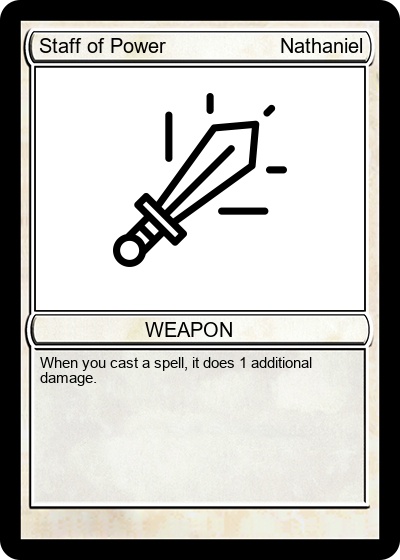 Staff of Power Nathaniel
WEAPON
When you cast a spell, it does 1 additional
damage.